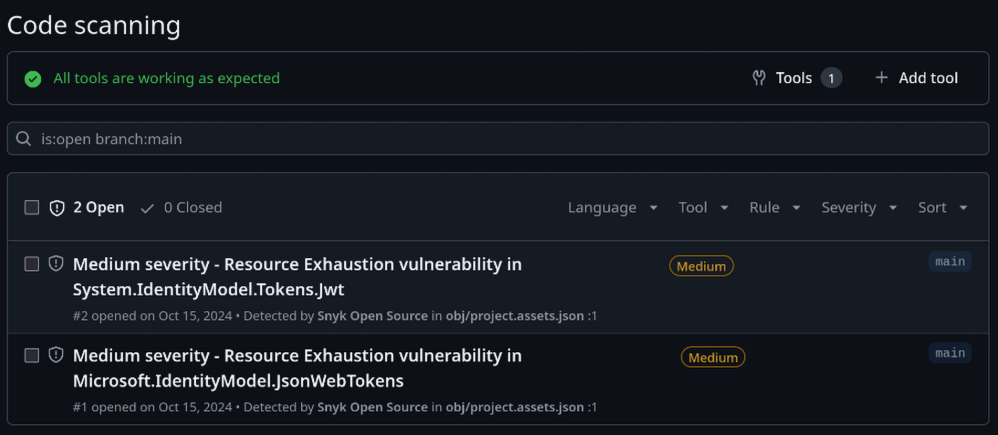 Code scanning
All tools are working as expected
Tools 1
Add tool
is:open branch:main
2 Open
0 Closed
Language
Tool
Rule
Severity
Sort
Medium severity - Resource Exhaustion vulnerability in
System.IdentityModel.Tokens.Jwt
Medium
main
#2 opened on Oct 15, 2024 • Detected by Snyk Open Source in obj/project.assets.json :1
Medium severity - Resource Exhaustion vulnerability in
Microsoft.IdentityModel.JsonWebTokens
Medium
main
#1 opened on Oct 15, 2024 • Detected by Snyk Open Source in obj/project.assets.json :1